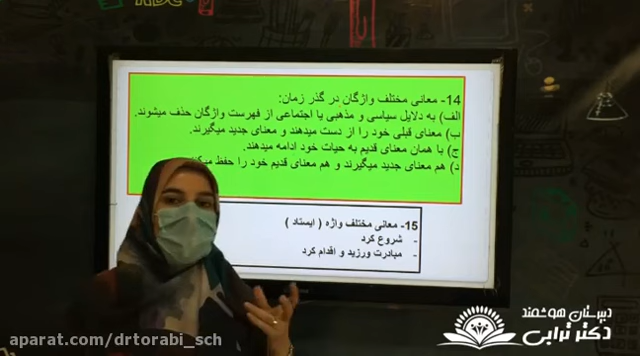 14- معانی مختلف واژگان در گذر زمان:
الف) به دلایل سیاسی و مذهبی یا اجتماعی از فهرست واژگان حذف میشوند.
ب) معنای قبلی خود را از دست میدهند و معنای جدید میگیرند.
ج) با همان معنای قدیم به حیات خود ادامه میدهند.
د) هم معنای جدید میگیرند و هم معنای قدیم خود را حفظ
15- معانی مختلف واژه ( ایستاد )
- شروع کرد
- مبادرت ورزید و اقدام کرد
دبیرستان هوشمند
دکتر ترابی
aparat.com/drtorabi_sch